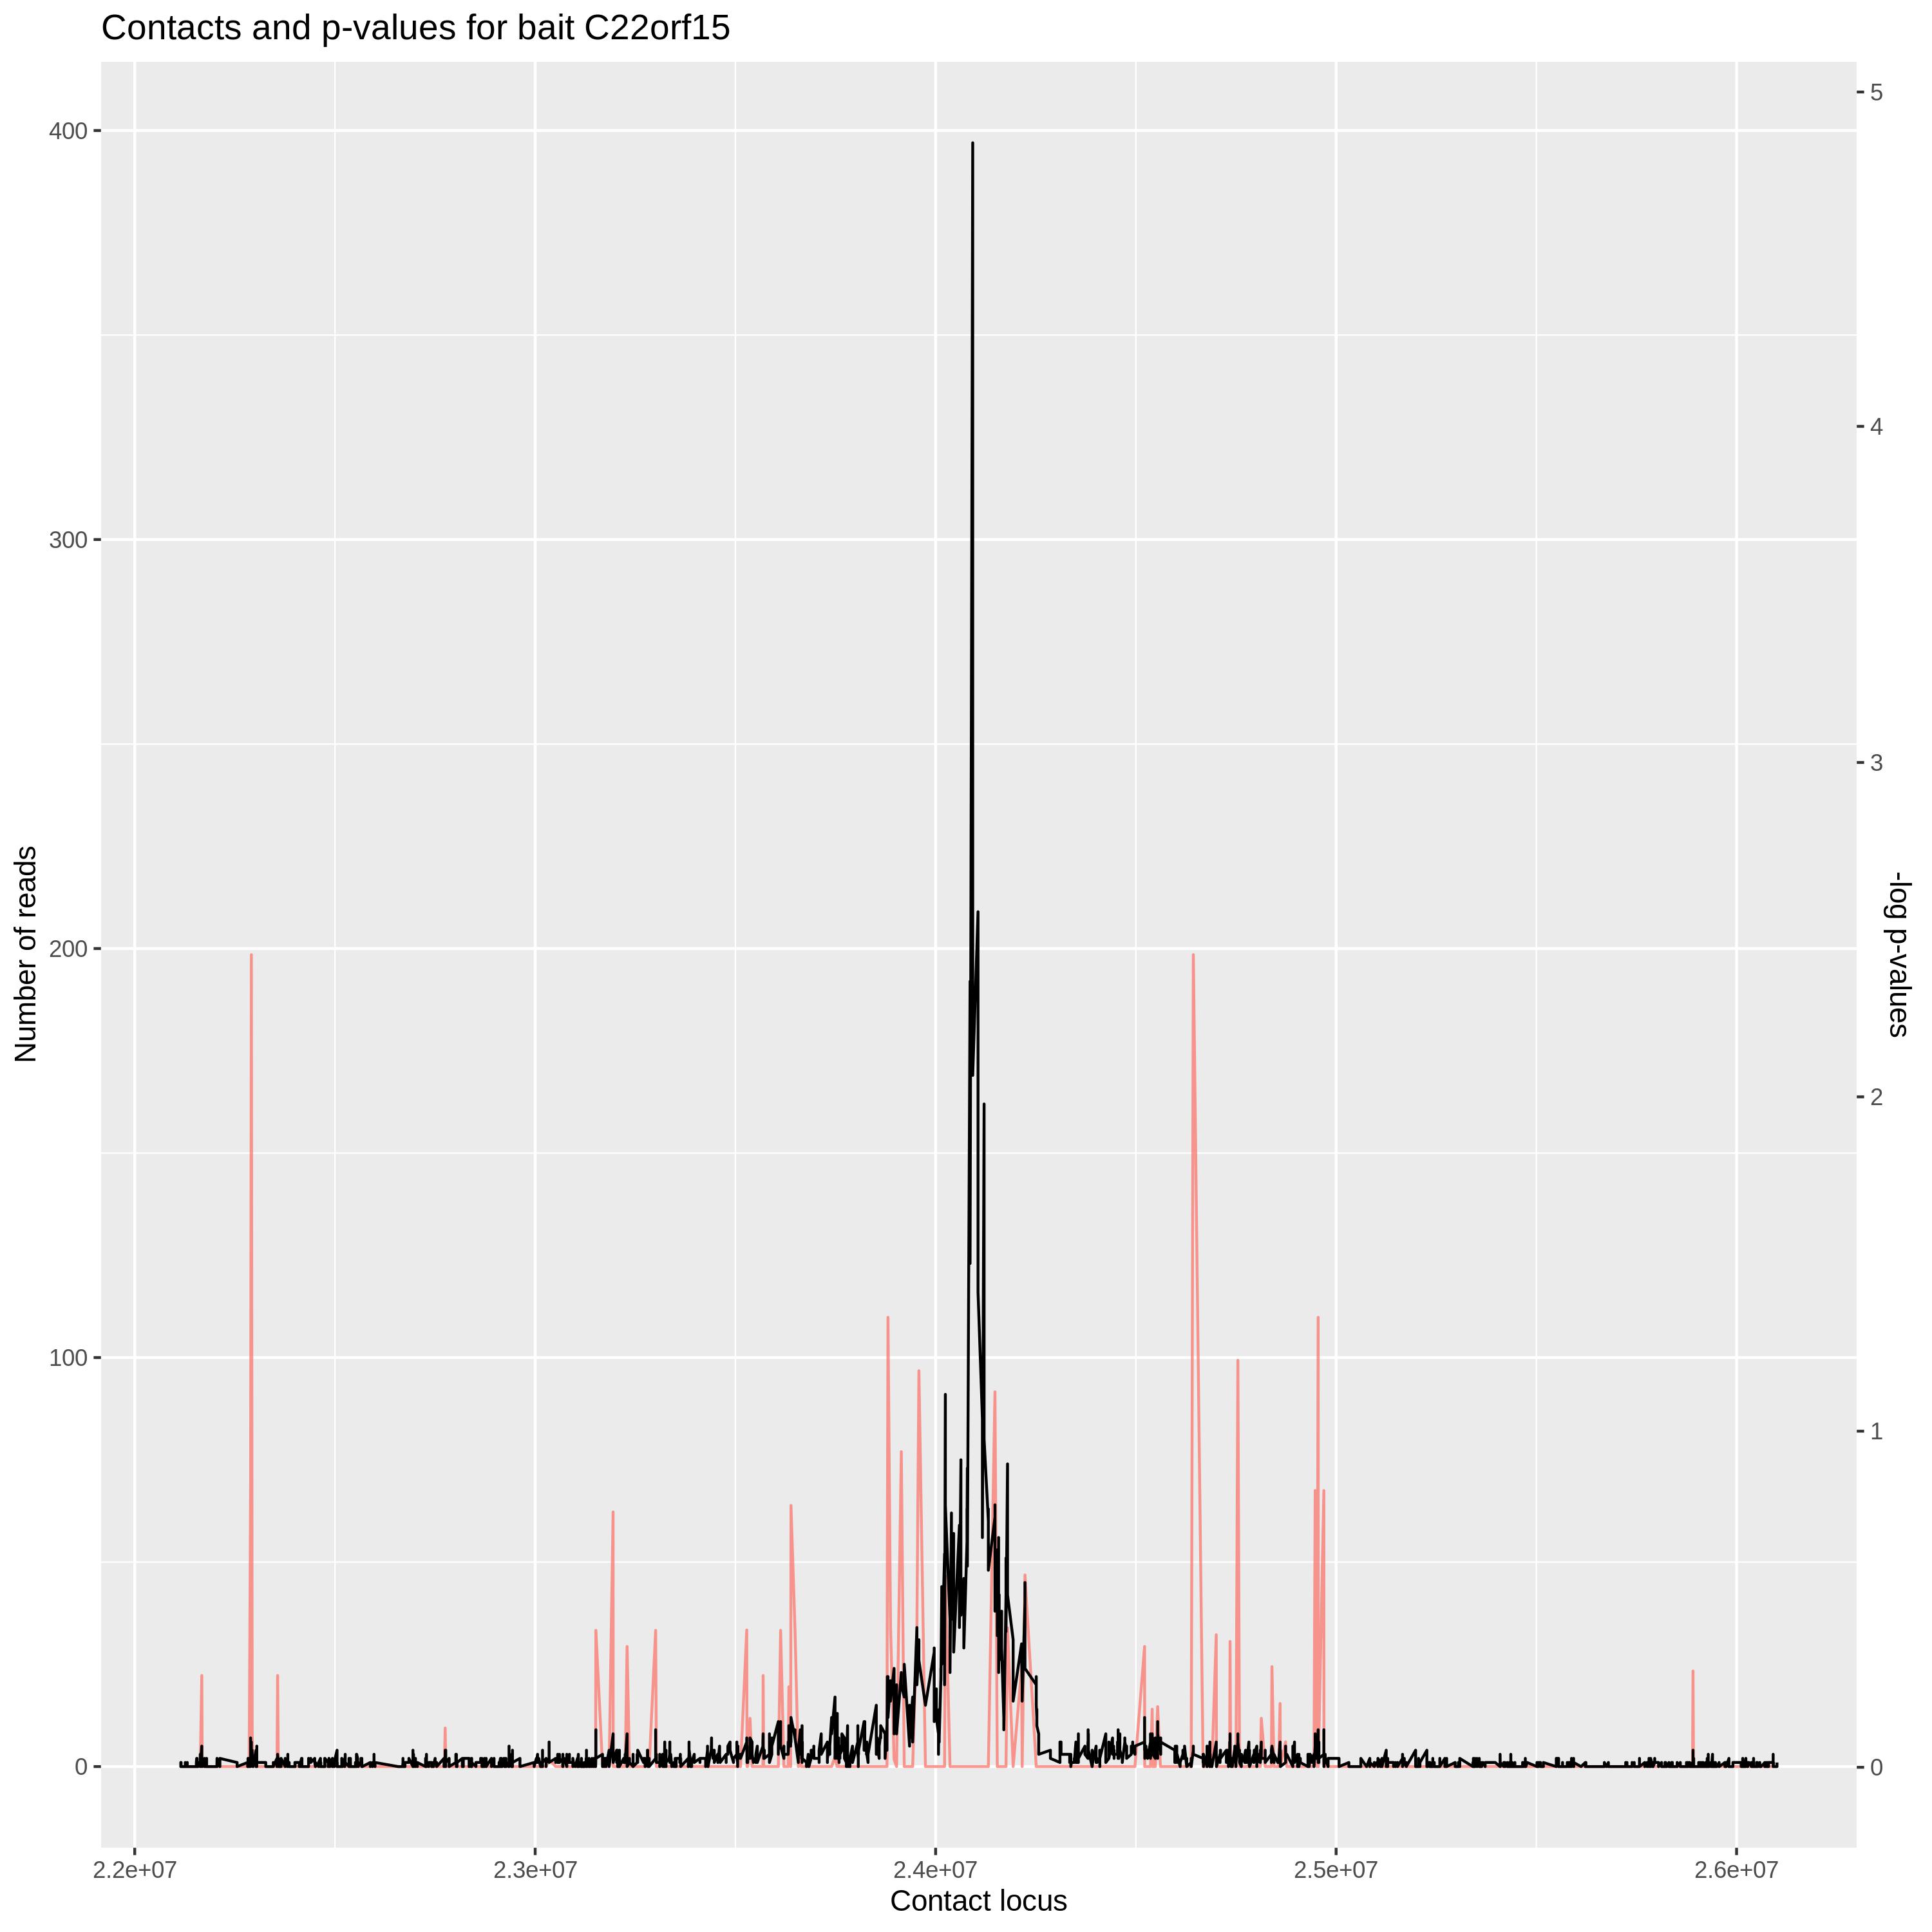 Contacts and p-values for bait C22orf15
400
300
200
100
0
5
4
3
2
1
0
Number of reads
-log p-values
2.2e+07 2.3e+07 2.4e+07 2.5e+07 2.6e+07
Contact locus